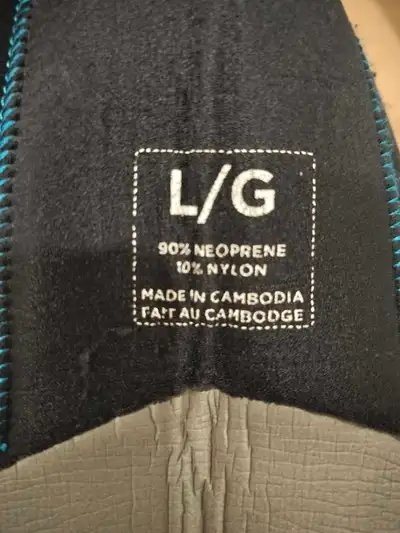 L/G
90% NEOPRENE
10% NYLON
MADE IN CAMBODIA
FAIT AU CAMBODGE